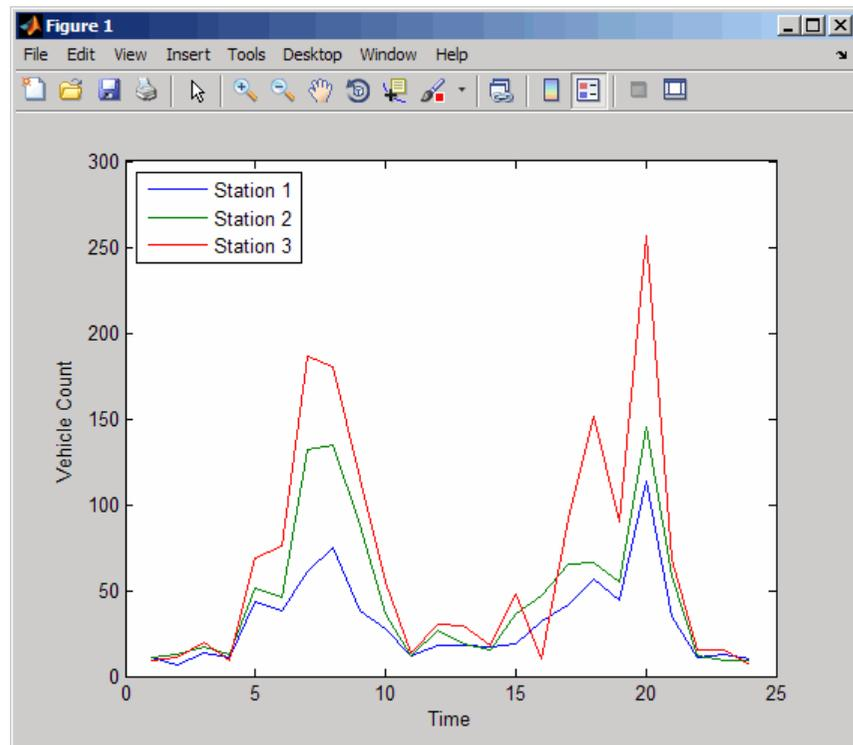 Figure 1
File Edit View Insert Tools Desktop Window Help
300
250
200
150
100
50
0
Station 1
Station 2
Station 3
Vehicle Count
0 5 10 15 20 25
Time